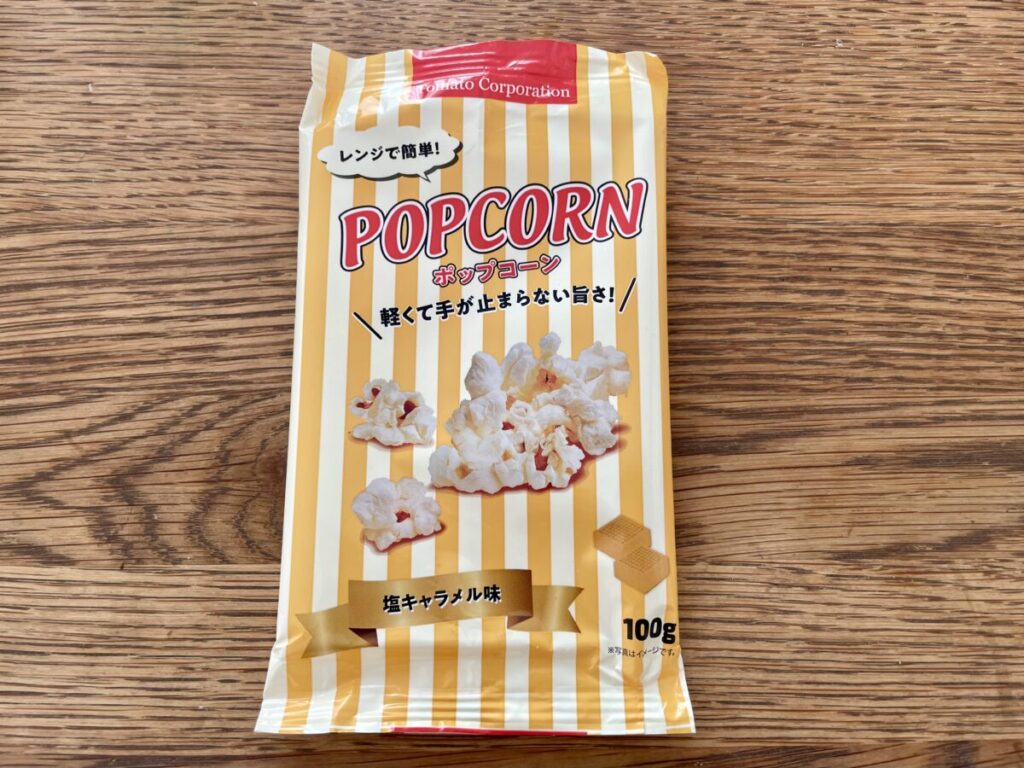 Tomato Corporation
レンジで簡単!
POPCORN
ポップコーン
軽くて手が止まらない旨さ!
塩キャラメル味
100g
※写真はイメージです。